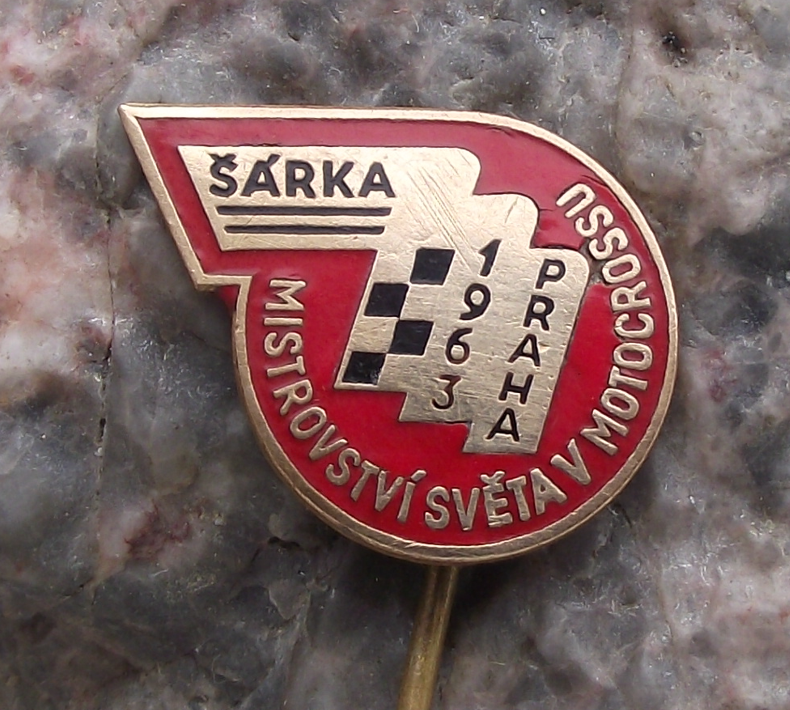 ŠÁRKA
1963
PRAHA
MISTROVSTVÍ SVĚTA V MOTOCROSSU